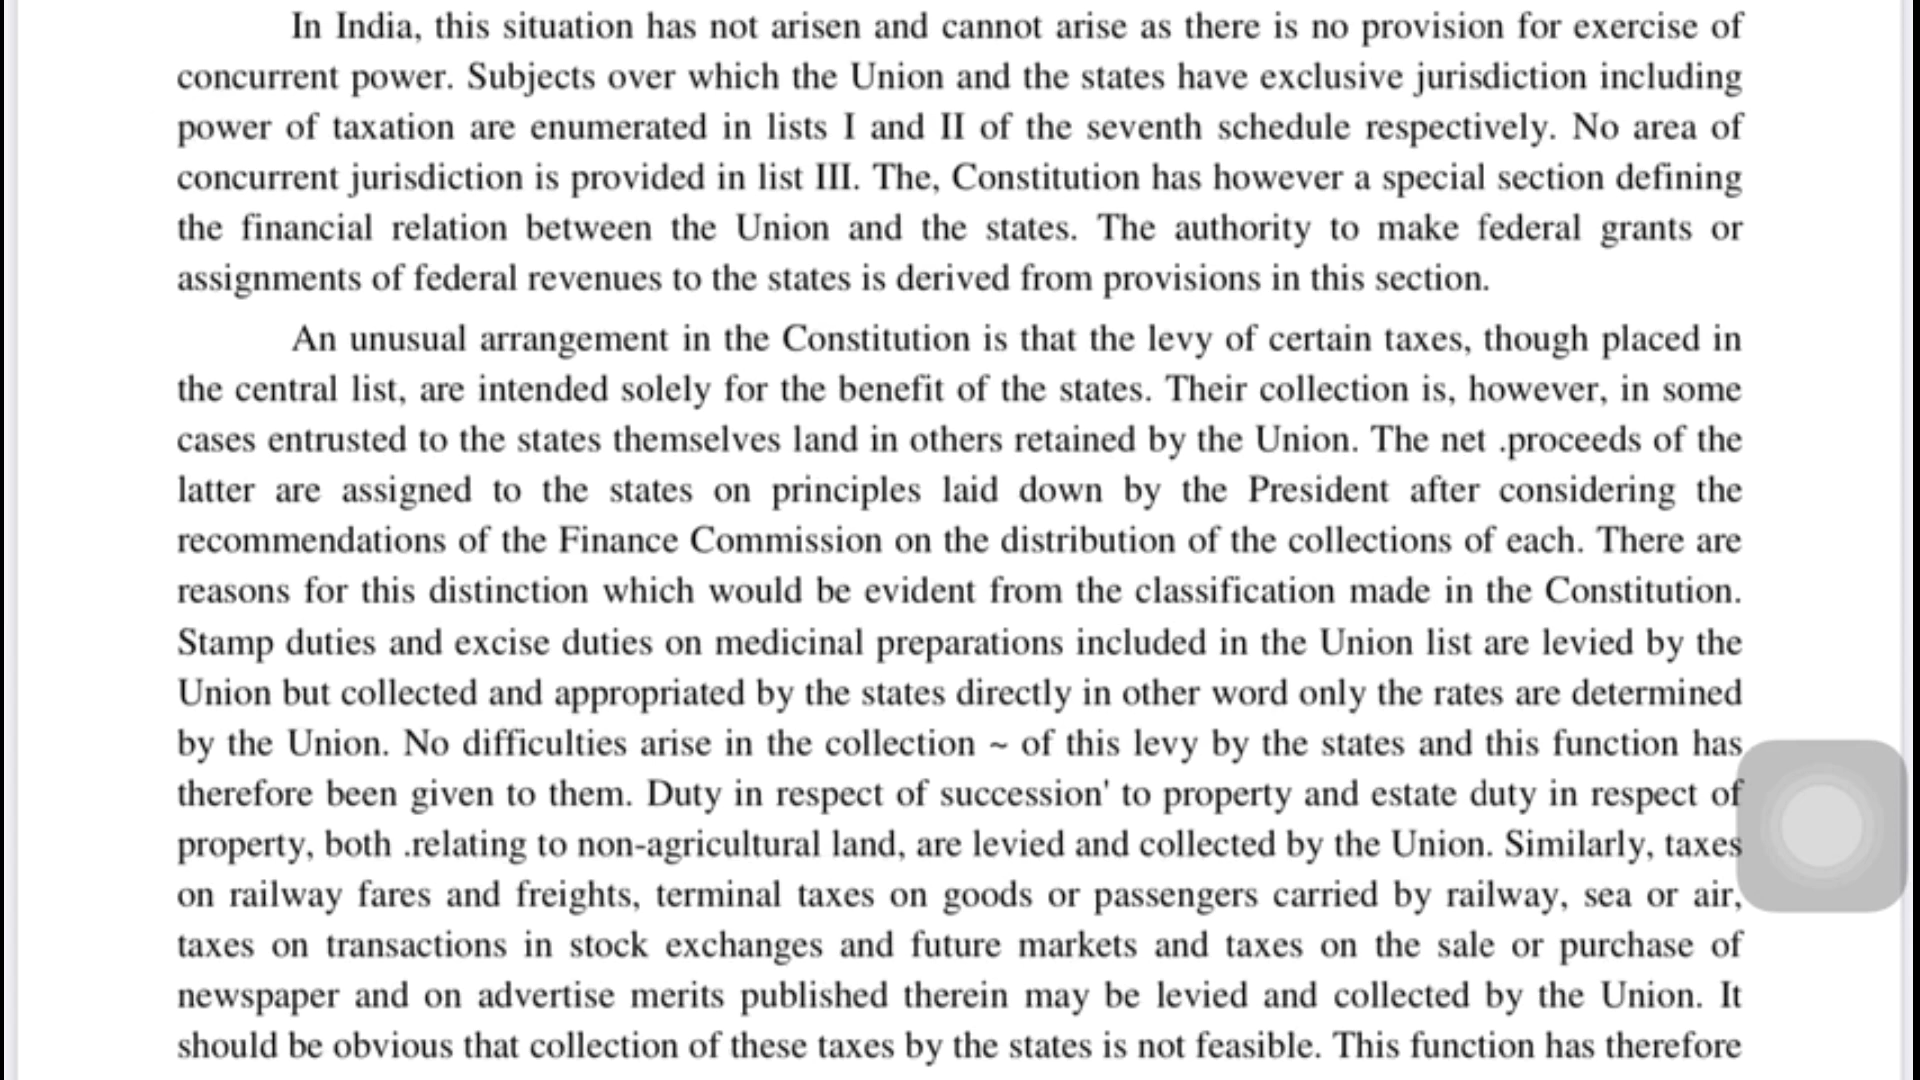 In India, this situation has not arisen and cannot arise as there is no provision for exercise of
concurrent power. Subjects over which the Union and the states have exclusive jurisdiction including
power of taxation are enumerated in lists I and II of the seventh schedule respectively. No area of
concurrent jurisdiction is provided in list III. The, Constitution has however a special section defining
the financial relation between the Union and the states. The authority to make federal grants or
assignments of federal revenues to the states is derived from provisions in this section.
An unusual arrangement in the Constitution is that the levy of certain taxes, though placed in
the central list, are intended solely for the benefit of the states. Their collection is, however, in some
cases entrusted to the states themselves land in others retained by the Union. The net .proceeds of the
latter are assigned to the states on principles laid down by the President after considering the
recommendations of the Finance Commission on the distribution of the collections of each. There are
reasons for this distinction which would be evident from the classification made in the Constitution.
Stamp duties and excise duties on medicinal preparations included in the Union list are levied by the
Union but collected and appropriated by the states directly in other word only the rates are determined
by the Union. No difficulties arise in the collection ~ of this levy by the states and this function has
therefore been given to them. Duty in respect of succession' to property and estate duty in respect of
property, both .relating to non-agricultural land, are levied and collected by the Union. Similarly, taxes
on railway fares and freights, terminal taxes on goods or passengers carried by railway, sea or air,
taxes on transactions in stock exchanges and future markets and taxes on the sale or purchase of
newspaper and on advertise merits published therein may be levied and collected by the Union. It
should be obvious that collection of these taxes by the states is not feasible. This function has therefore